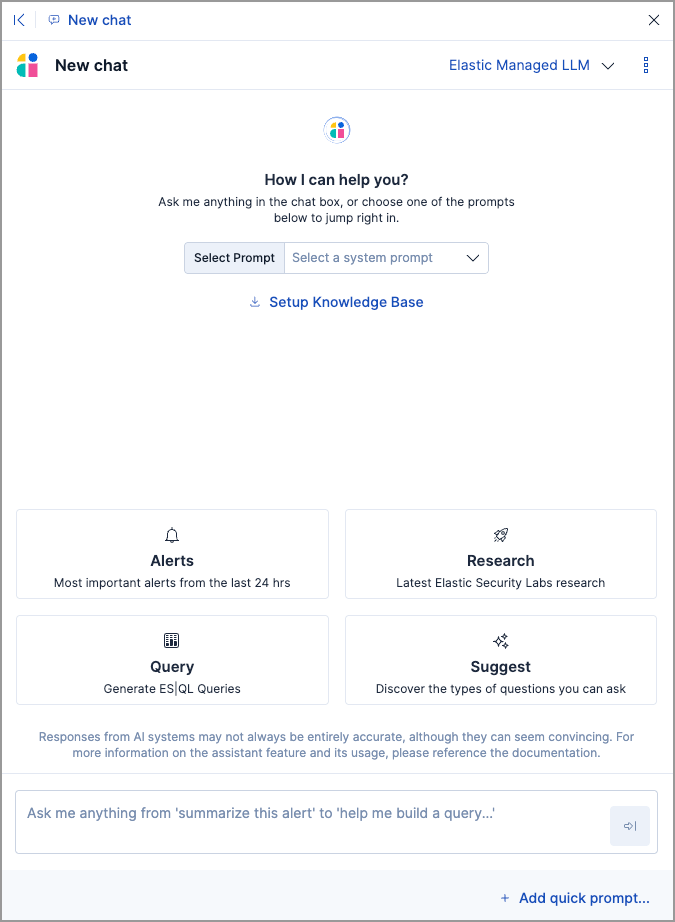 New chat
New chat
Elastic Managed LLM
How I can help you?
Ask me anything in the chat box, or choose one of the prompts
below to jump right in.
Select Prompt
Select a system prompt
Setup Knowledge Base
Alerts
Most important alerts from the last 24 hrs
Research
Latest Elastic Security Labs research
Query
Generate ES|QL Queries
Suggest
Discover the types of questions you can ask
Responses from AI systems may not always be entirely accurate, although they can seem convincing. For
more information on the assistant feature and its usage, please reference the documentation.
Ask me anything from 'summarize this alert' to 'help me build a query...'
Add quick prompt...